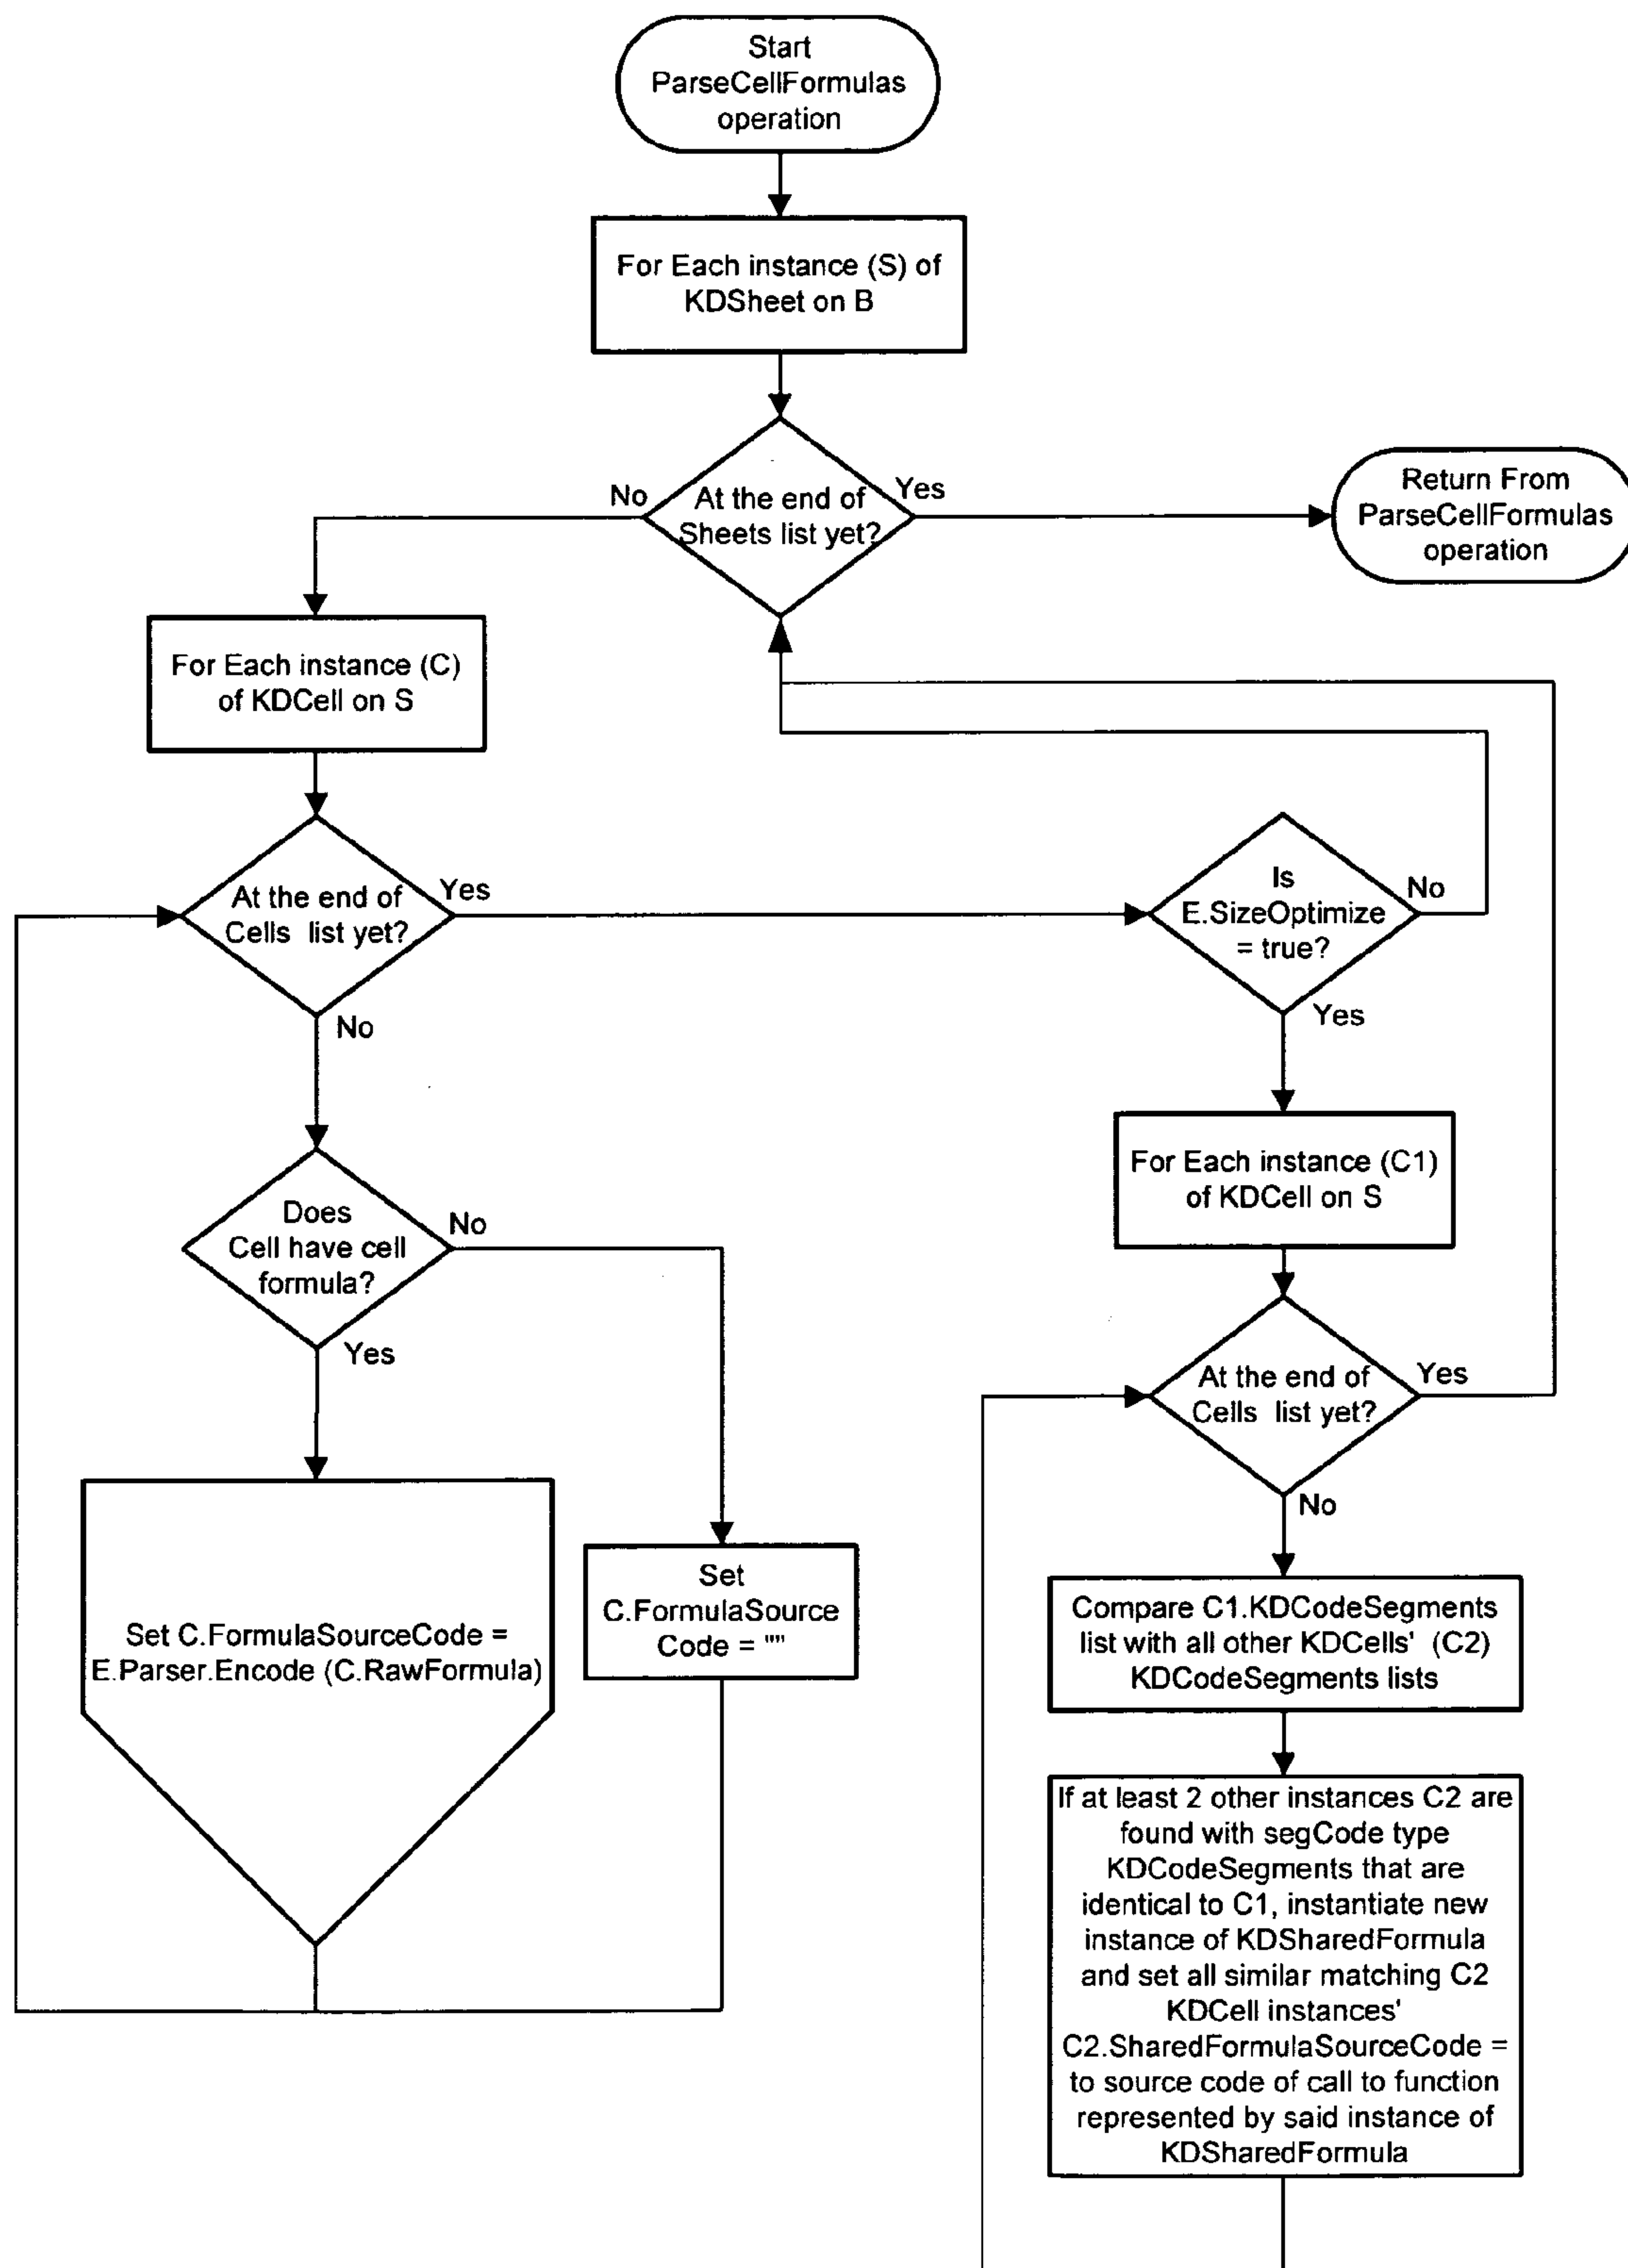 Start
ParseCellFormulas
operation
For Each instance (S) of
KDSheet on B
No
At the end of
Sheets list yet?
Yes
Return From
ParseCellFormulas
operation
For Each instance (C)
of KDCell on S
At the end of
Cells list yet?
Yes
No
Is
E.SizeOptimize
= true?
No
Yes
For Each instance (C1)
of KDCell on S
Does
Cell have cell
formula?
No
Yes
At the end of
Cells list yet?
Yes
No
Set C.FormulaSourceCode =
E.Parser.Encode (C.RawFormula)
Set
C.FormulaSource
Code = ""
Compare C1.KDCodeSegments
list with all other KDCells' (C2)
KDCodeSegments lists
If at least 2 other instances C2 are
found with segCode type
KDCodeSegments that are
identical to C1, instantiate new
instance of KDSharedFormula
and set all similar matching C2
KDCell instances'
C2.SharedFormulaSourceCode =
to source code of call to function
represented by said instance of
KDSharedFormula